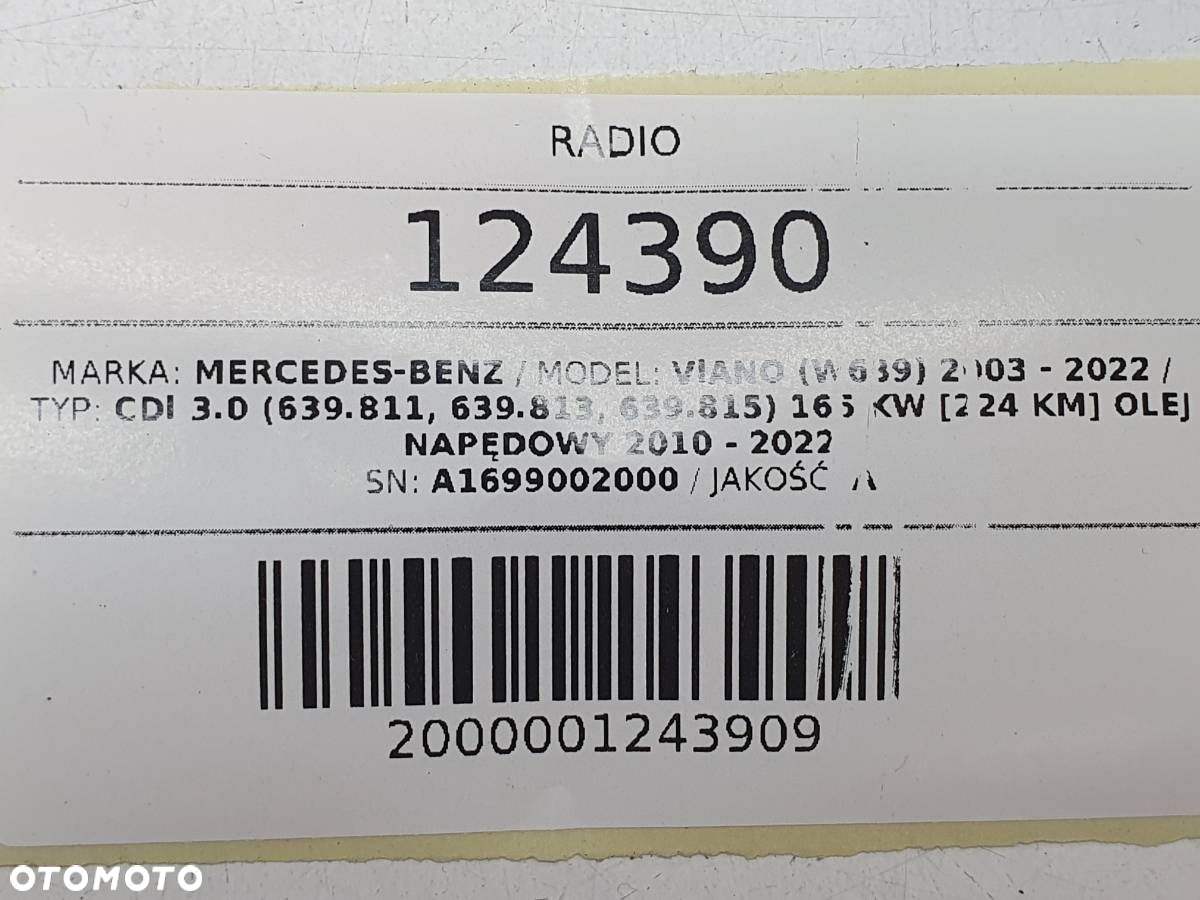 RADIO
124390
MARKA: MERCEDES-BENZ / MODEL: VIANO (W639) 2003 - 2022 /
TYP: CDI 3.0 (639.811, 639.813, 639.815) 165 KW [224 KM] OLEJ
NAPĘDOWY 2010 - 2022
SN: A1699002000 / JAKOŚĆ A
2000001243909
OTOMOTO